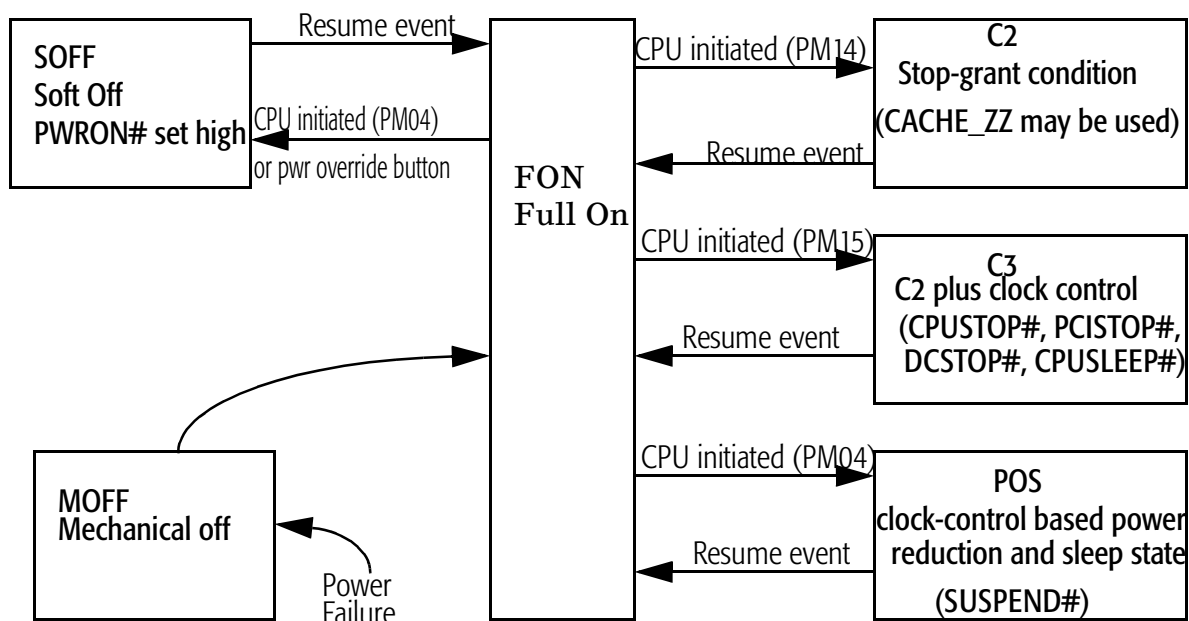 SOFF
Soft Off
PWRON# set high
Resume event
CPU initiated (PM04)
or pwr override button
FON
Full On
CPU initiated (PM14)
Resume event
C2
Stop-grant condition
(CACHE_ZZ may be used)
CPU initiated (PM15)
Resume event
C3
C2 plus clock control
(CPUSTOP#, PCISTOP#,
DCSTOP#, CPUSLEEP#)
MOFF
Mechanical off
Power
Failure
CPU initiated (PM04)
Resume event
POS
clock-control based power
reduction and sleep state
(SUSPEND#)